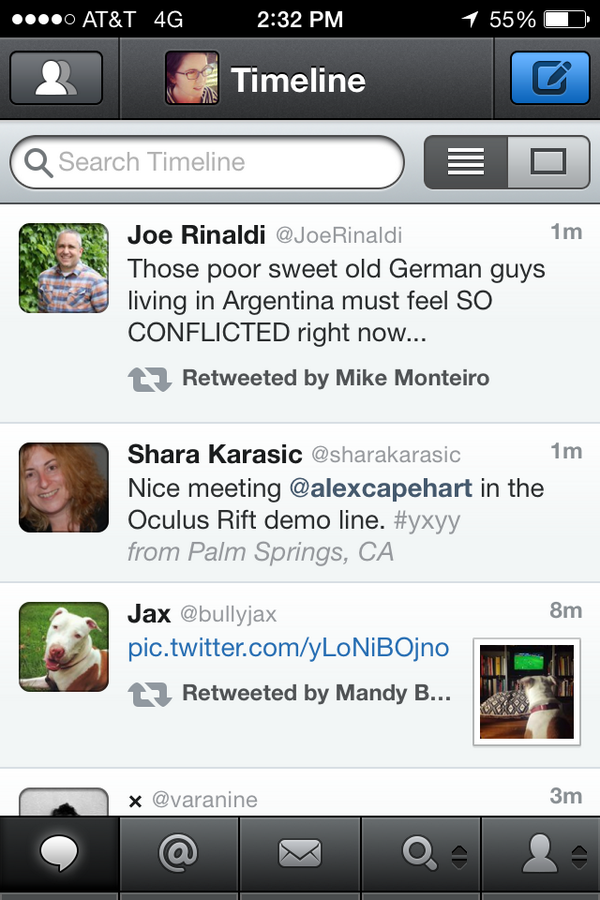 AT&T 4G 2:32 PM 55%
Timeline
Search Timeline
Joe Rinaldi @JoeRinaldi 1m
Those poor sweet old German guys
living in Argentina must feel SO
CONFLICTED right now...
Retweeted by Mike Monteiro
Shara Karasic @sharakarasic 1m
Nice meeting @alexcapehart in the
Oculus Rift demo line. #yxyy
from Palm Springs, CA
Jax @bullyjax 8m
pic.twitter.com/yLoNiBOjno
Retweeted by Mandy B...
× @varanine 3m
@